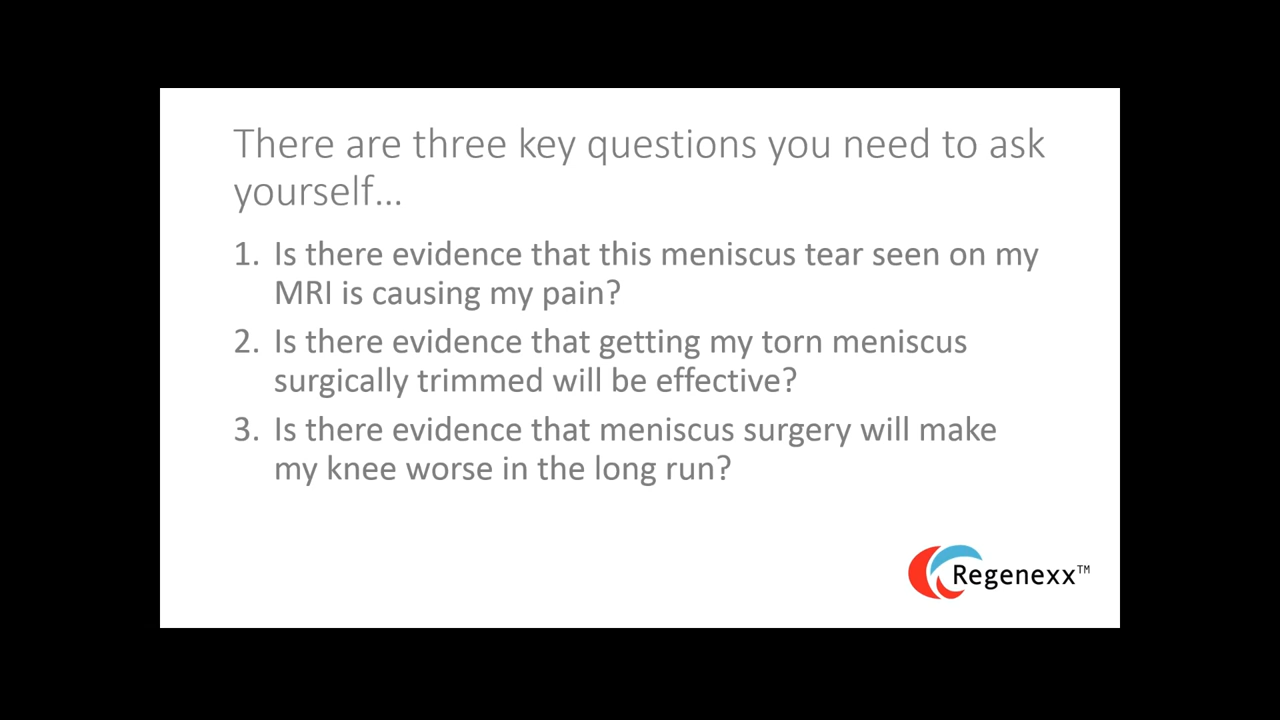 There are three key questions you need to ask
yourself...
1. Is there evidence that this meniscus tear seen on my
MRI is causing my pain?
2. Is there evidence that getting my torn meniscus
surgically trimmed will be effective?
3. Is there evidence that meniscus surgery will make
my knee worse in the long run?
Regenexx™